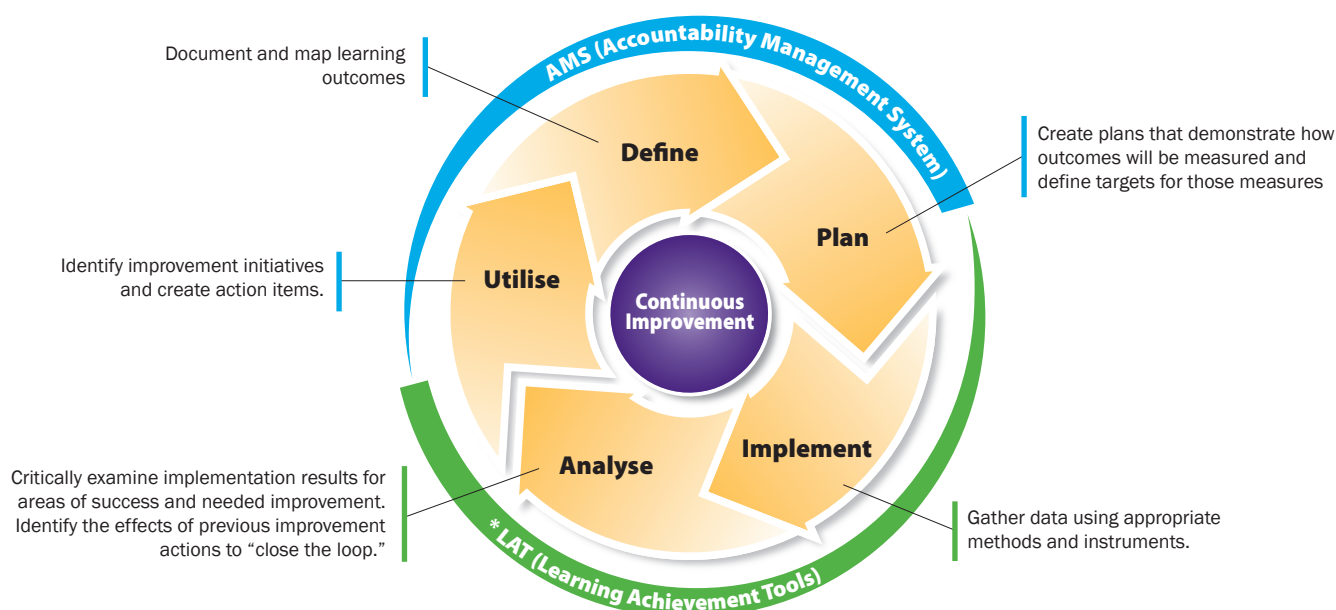 AMS (Accountability Management System)
Document and map learning
outcomes
Define
Create plans that demonstrate how
outcomes will be measured and
define targets for those measures
Plan
Identify improvement initiatives
and create action items.
Utilise
Continuous
Improvement
Implement
Analyse
Critically examine implementation results for
areas of success and needed improvement.
Identify the effects of previous improvement
actions to “close the loop.”
Gather data using appropriate
methods and instruments.
* LAT (Learning Achievement Tools)